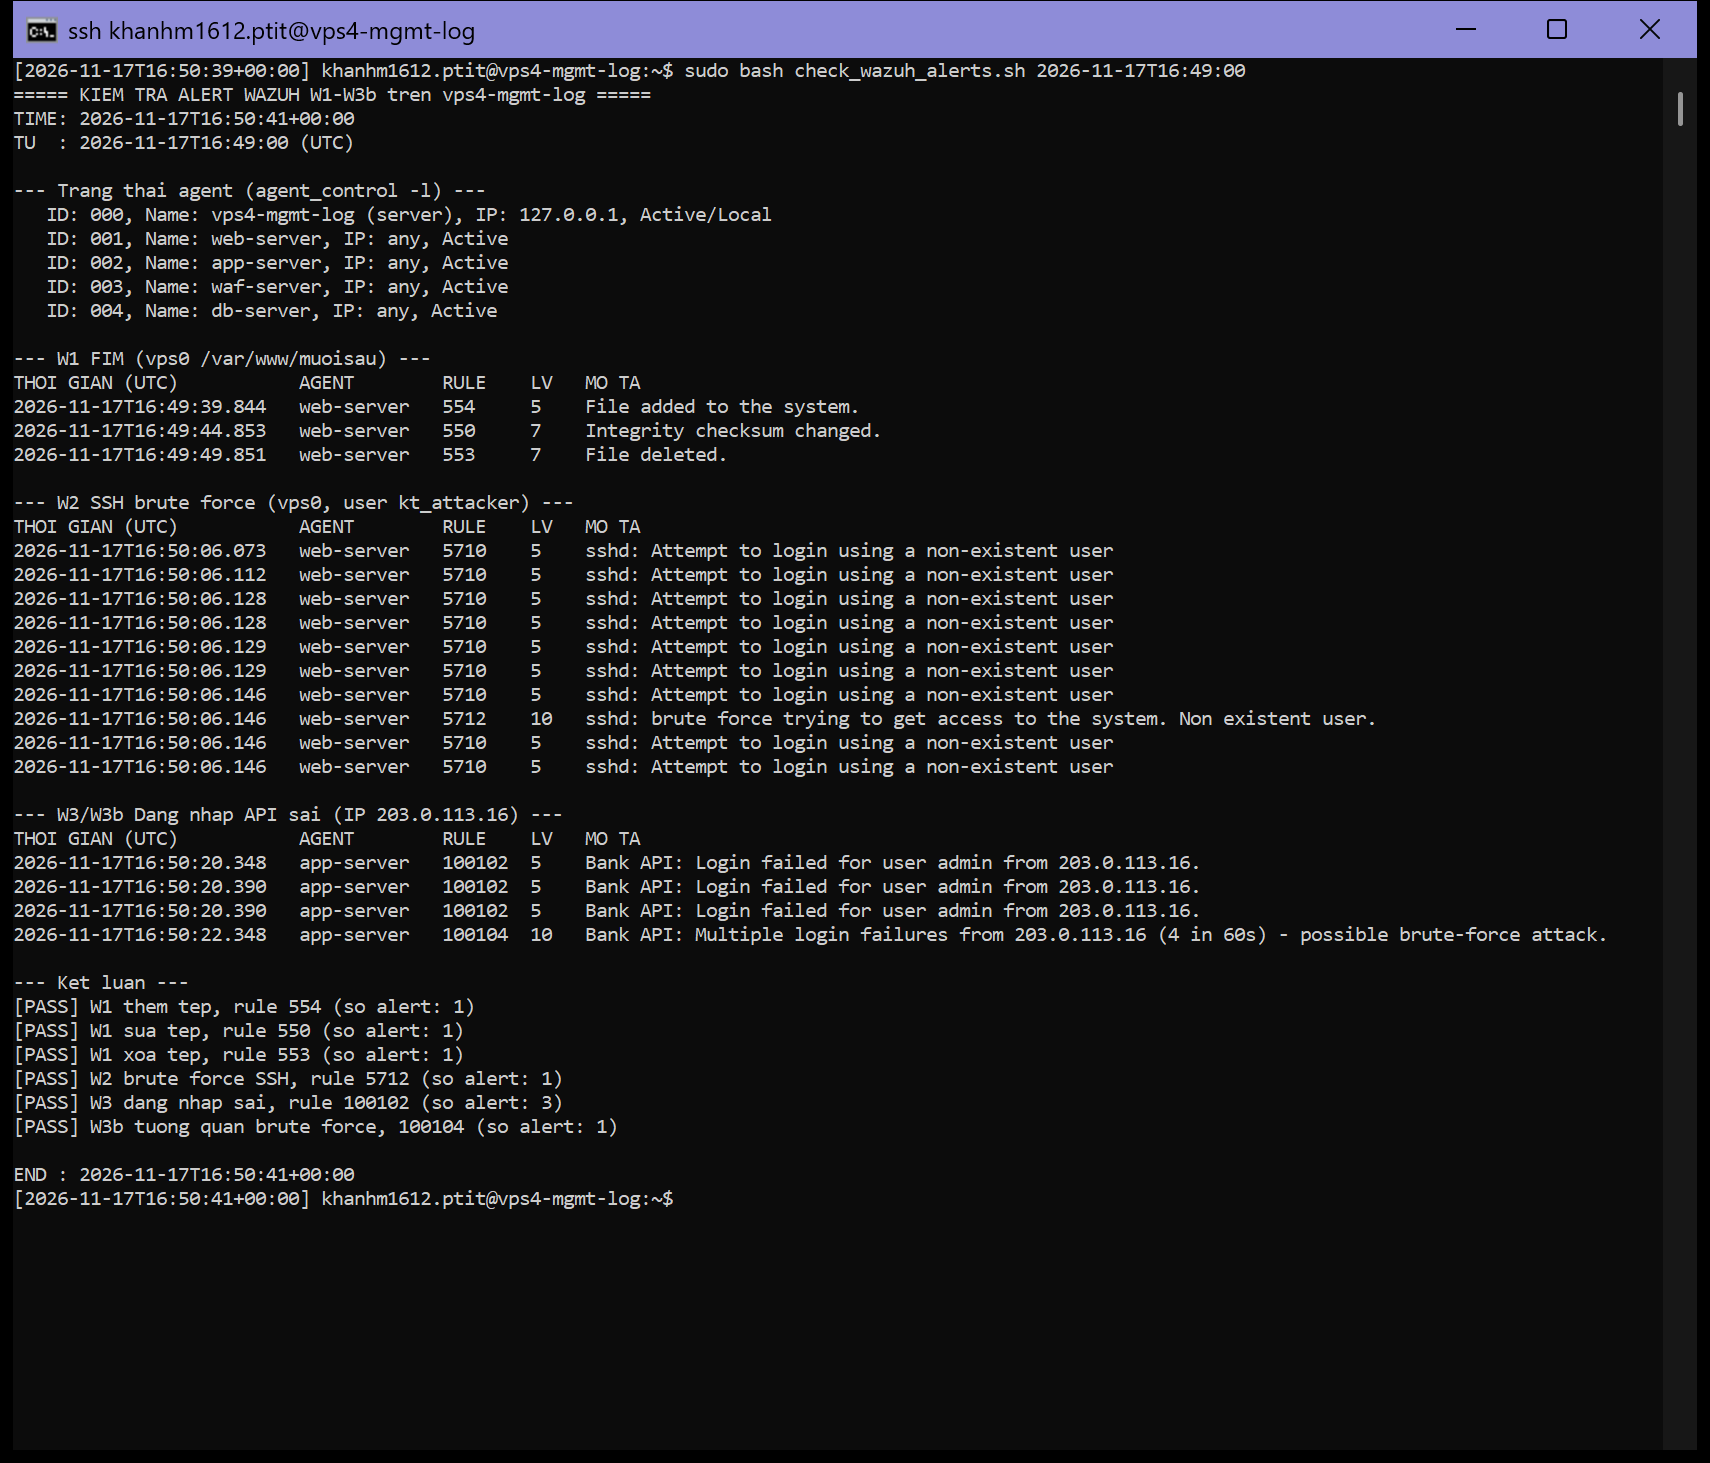 ssh khanhm1612.ptit@vps4-mgmt-log
[2026-11-17T16:50:39+00:00] khanhm1612.ptit@vps4-mgmt-log:~$ sudo bash check_wazuh_alerts.sh 2026-11-17T16:49:00
===== KIEM TRA ALERT WAZUH W1-W3b tren vps4-mgmt-log =====
TIME: 2026-11-17T16:50:41+00:00
TU  : 2026-11-17T16:49:00 (UTC)
--- Trang thai agent (agent_control -l) ---
   ID: 000, Name: vps4-mgmt-log (server), IP: 127.0.0.1, Active/Local
   ID: 001, Name: web-server, IP: any, Active
   ID: 002, Name: app-server, IP: any, Active
   ID: 003, Name: waf-server, IP: any, Active
   ID: 004, Name: db-server, IP: any, Active
--- W1 FIM (vps0 /var/www/muoisau) ---
THOI GIAN (UTC)           AGENT        RULE    LV   MO TA
2026-11-17T16:49:39.844   web-server   554     5    File added to the system.
2026-11-17T16:49:44.853   web-server   550     7    Integrity checksum changed.
2026-11-17T16:49:49.851   web-server   553     7    File deleted.
--- W2 SSH brute force (vps0, user kt_attacker) ---
THOI GIAN (UTC)           AGENT        RULE    LV   MO TA
2026-11-17T16:50:06.073   web-server   5710    5    sshd: Attempt to login using a non-existent user
2026-11-17T16:50:06.112   web-server   5710    5    sshd: Attempt to login using a non-existent user
2026-11-17T16:50:06.128   web-server   5710    5    sshd: Attempt to login using a non-existent user
2026-11-17T16:50:06.128   web-server   5710    5    sshd: Attempt to login using a non-existent user
2026-11-17T16:50:06.129   web-server   5710    5    sshd: Attempt to login using a non-existent user
2026-11-17T16:50:06.129   web-server   5710    5    sshd: Attempt to login using a non-existent user
2026-11-17T16:50:06.146   web-server   5710    5    sshd: Attempt to login using a non-existent user
2026-11-17T16:50:06.146   web-server   5712    10   sshd: brute force trying to get access to the system. Non existent user.
2026-11-17T16:50:06.146   web-server   5710    5    sshd: Attempt to login using a non-existent user
2026-11-17T16:50:06.146   web-server   5710    5    sshd: Attempt to login using a non-existent user
--- W3/W3b Dang nhap API sai (IP 203.0.113.16) ---
THOI GIAN (UTC)           AGENT        RULE    LV   MO TA
2026-11-17T16:50:20.348   app-server   100102  5    Bank API: Login failed for user admin from 203.0.113.16.
2026-11-17T16:50:20.390   app-server   100102  5    Bank API: Login failed for user admin from 203.0.113.16.
2026-11-17T16:50:20.390   app-server   100102  5    Bank API: Login failed for user admin from 203.0.113.16.
2026-11-17T16:50:22.348   app-server   100104  10   Bank API: Multiple login failures from 203.0.113.16 (4 in 60s) - possible brute-force attack.
--- Ket luan ---
[PASS] W1 them tep, rule 554 (so alert: 1)
[PASS] W1 sua tep, rule 550 (so alert: 1)
[PASS] W1 xoa tep, rule 553 (so alert: 1)
[PASS] W2 brute force SSH, rule 5712 (so alert: 1)
[PASS] W3 dang nhap sai, rule 100102 (so alert: 3)
[PASS] W3b tuong quan brute force, 100104 (so alert: 1)
END : 2026-11-17T16:50:41+00:00
[2026-11-17T16:50:41+00:00] khanhm1612.ptit@vps4-mgmt-log:~$